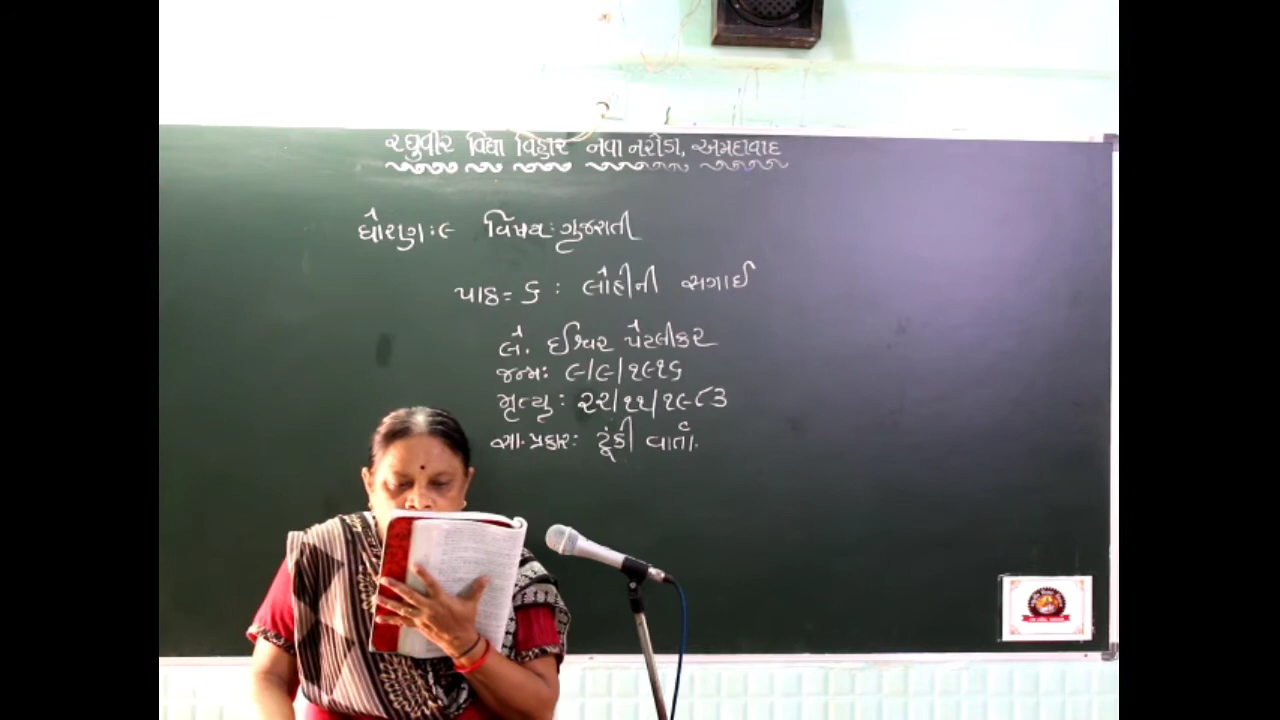 રઘુવીર વિદ્યા વિહાર નવા નરોડા, અમદાવાદ
ધોરણ: ૯ વિષય: ગુજરાતી
પાઠ = ૬ : લોહીની સગાઈ
લે. ઈશ્વર પેટલીકર
જન્મ: ૯/૯/૧૯૧૬
મૃત્યુ: ૨૨/૧૧/૧૯૮૩
સા. પ્રકાર: ટૂંકી વાર્તા.